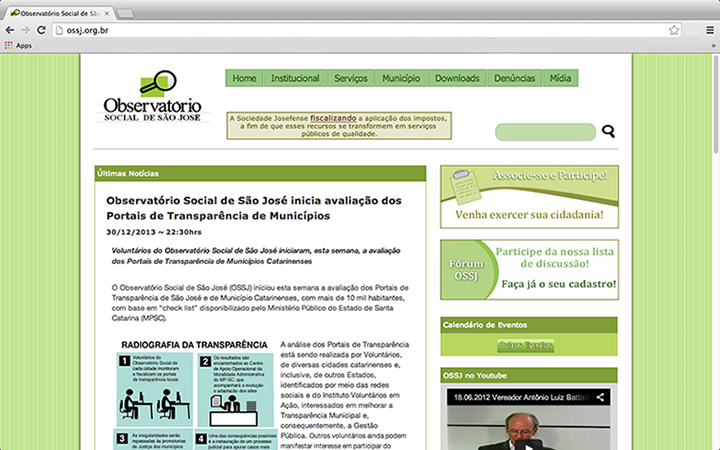 Observatório Social de São
ossj.org.br
Apps
Observatório
SOCIAL DE SÃO JOSÉ
Home Institucional Serviços Município Downloads Denúncias Mídia
A Sociedade Josefense fiscalizando a aplicação dos impostos,
a fim de que esses recursos se transformem em serviços
públicos de qualidade.
Últimas Notícias
Observatório Social de São José inicia avaliação dos
Portais de Transparência de Municípios
30/12/2013 ~ 22:30hrs
Voluntários do Observatório Social de São José iniciaram, esta semana, a avaliação
dos Portais de Transparência de Municípios Catarinenses
O Observatório Social de São José (OSSJ) iníciou esta semana a avaliação dos Portais de
Transparência de São José e de Município Catarinenses, com mais de 10 mil habitantes,
com base em "check list" disponibilizado pelo Ministério Público do Estado de Santa
Catarina (MPSC).
RADIOGRAFIA DA TRANSPARÊNCIA
1 Voluntários do
Observatório Social de
cada cidade monitoram
e fiscalizam os portais
de transparência locais
2 Os resultados são
encaminhados ao Centro
de Apoio Operacional da
Moralidade Administrativa
do MP-SC, que
acompanhará a evolução
e adaptação dos sites
3 As irregularidades serão
repassadas às promotorias
de Justiça dos municípios
4 Uma das consequências possíveis
é a instauração de um processo
judicial para apurar casos mais
A análise dos Portais de Transparência
está sendo realizada por Voluntários,
de diversas cidades catarinenses e,
inclusive, de outros Estados,
identificados por meio das redes
sociais e do Instituto Voluntários em
Ação, interessados em melhorar a
Transparência Municipal e,
consequentemente, a Gestão
Pública. Outros voluntários ainda podem
manifestar interesse em participar do
Associe-se e Participe!
Venha exercer sua cidadania!
Fórum
OSSJ
Participe da nossa lista
de discussão!
Faça já o seu cadastro!
Calendário de Eventos
Outros Eventos
OSSJ no Youtube
18.06.2012 Vereador Antônio Luiz Battist